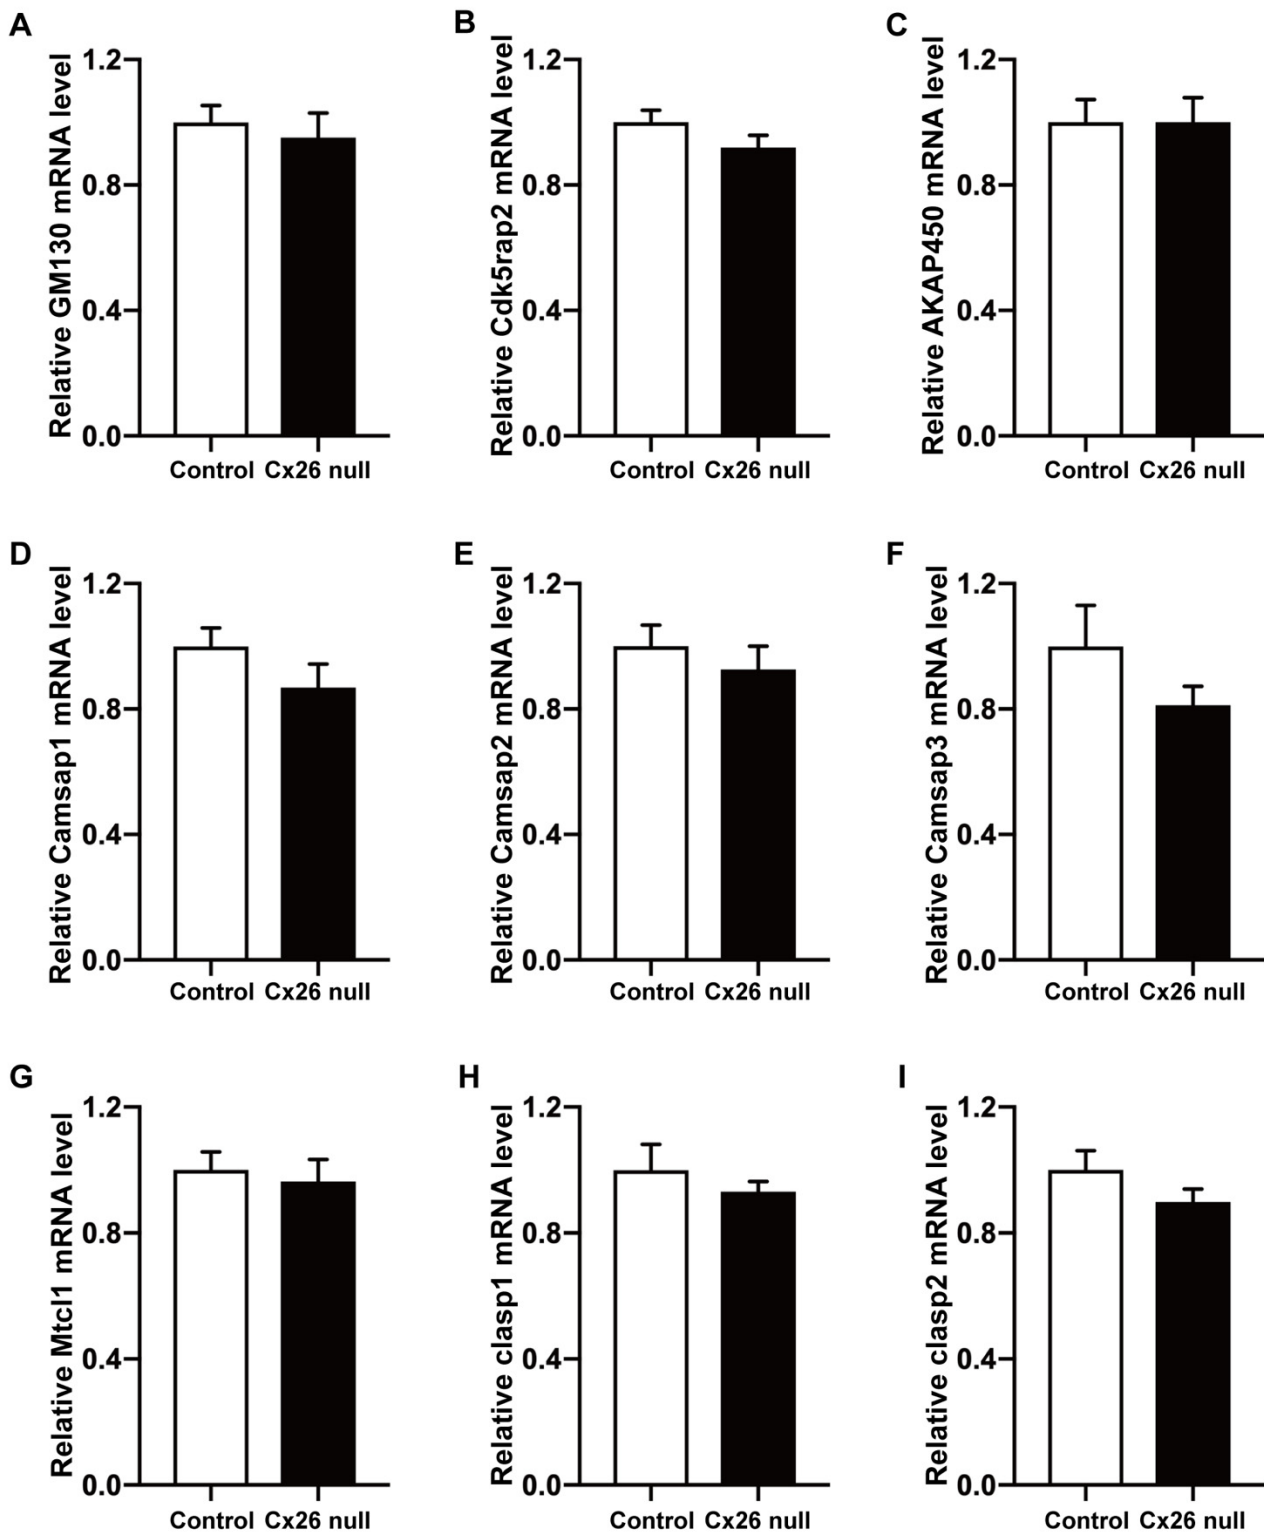 A
Relative GM130 mRNA level
1.2
0.8
0.4
0.0
Control Cx26 null
B
Relative Cdk5rap2 mRNA level
1.2
0.8
0.4
0.0
Control Cx26 null
C
Relative AKAP450 mRNA level
1.2
0.8
0.4
0.0
Control Cx26 null
D
Relative Camsap1 mRNA level
1.2
0.8
0.4
0.0
Control Cx26 null
E
Relative Camsap2 mRNA level
1.2
0.8
0.4
0.0
Control Cx26 null
F
Relative Camsap3 mRNA level
1.2
0.8
0.4
0.0
Control Cx26 null
G
Relative Mtcl1 mRNA level
1.2
0.8
0.4
0.0
Control Cx26 null
H
Relative clasp1 mRNA level
1.2
0.8
0.4
0.0
Control Cx26 null
I
Relative clasp2 mRNA level
1.2
0.8
0.4
0.0
Control Cx26 null